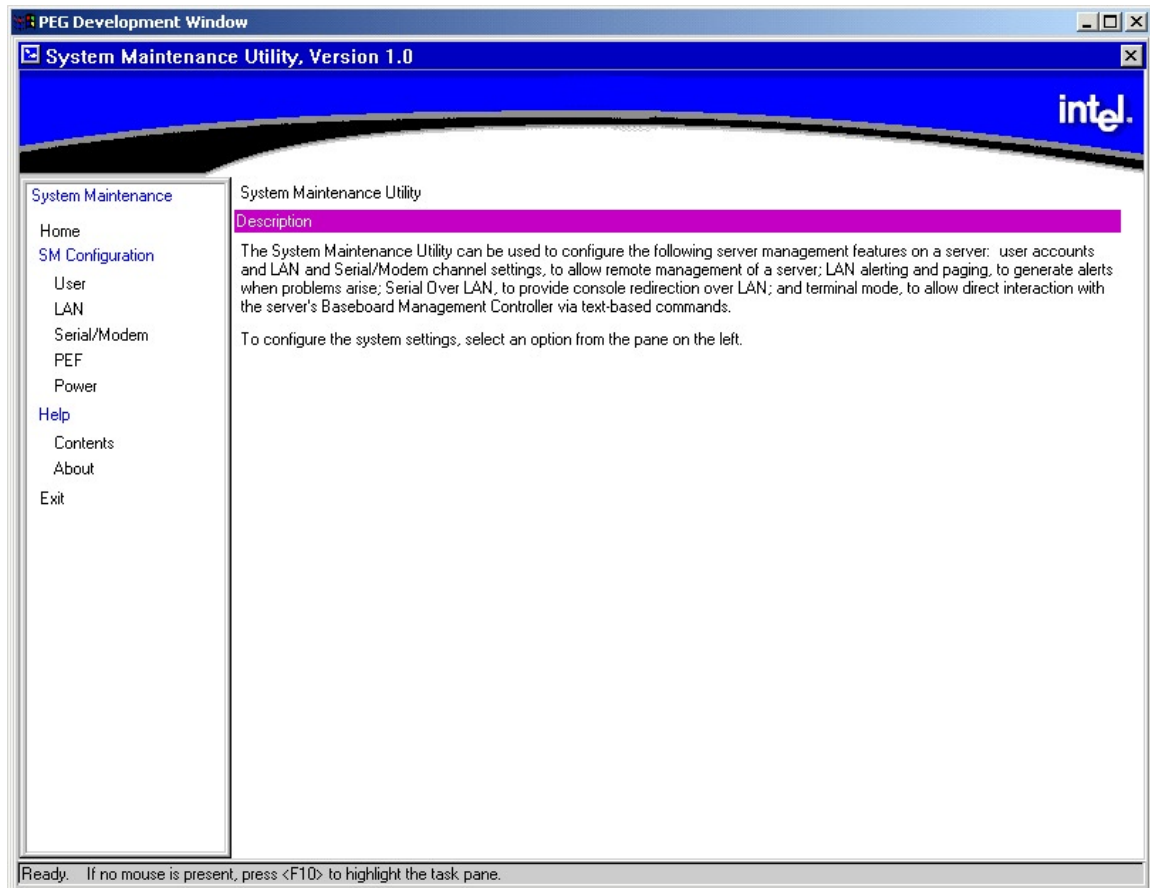 PEG Development Window
System Maintenance Utility, Version 1.0
intel.
System Maintenance
Home
SM Configuration
User
LAN
Serial/Modem
PEF
Power
Help
Contents
About
Exit
System Maintenance Utility
Description
The System Maintenance Utility can be used to configure the following server management features on a server:  user accounts
and LAN and Serial/Modem channel settings, to allow remote management of a server; LAN alerting and paging, to generate alerts
when problems arise; Serial Over LAN, to provide console redirection over LAN; and terminal mode, to allow direct interaction with
the server's Baseboard Management Controller via text-based commands.
To configure the system settings, select an option from the pane on the left.
Ready.    If no mouse is present, press <F10> to highlight the task pane.